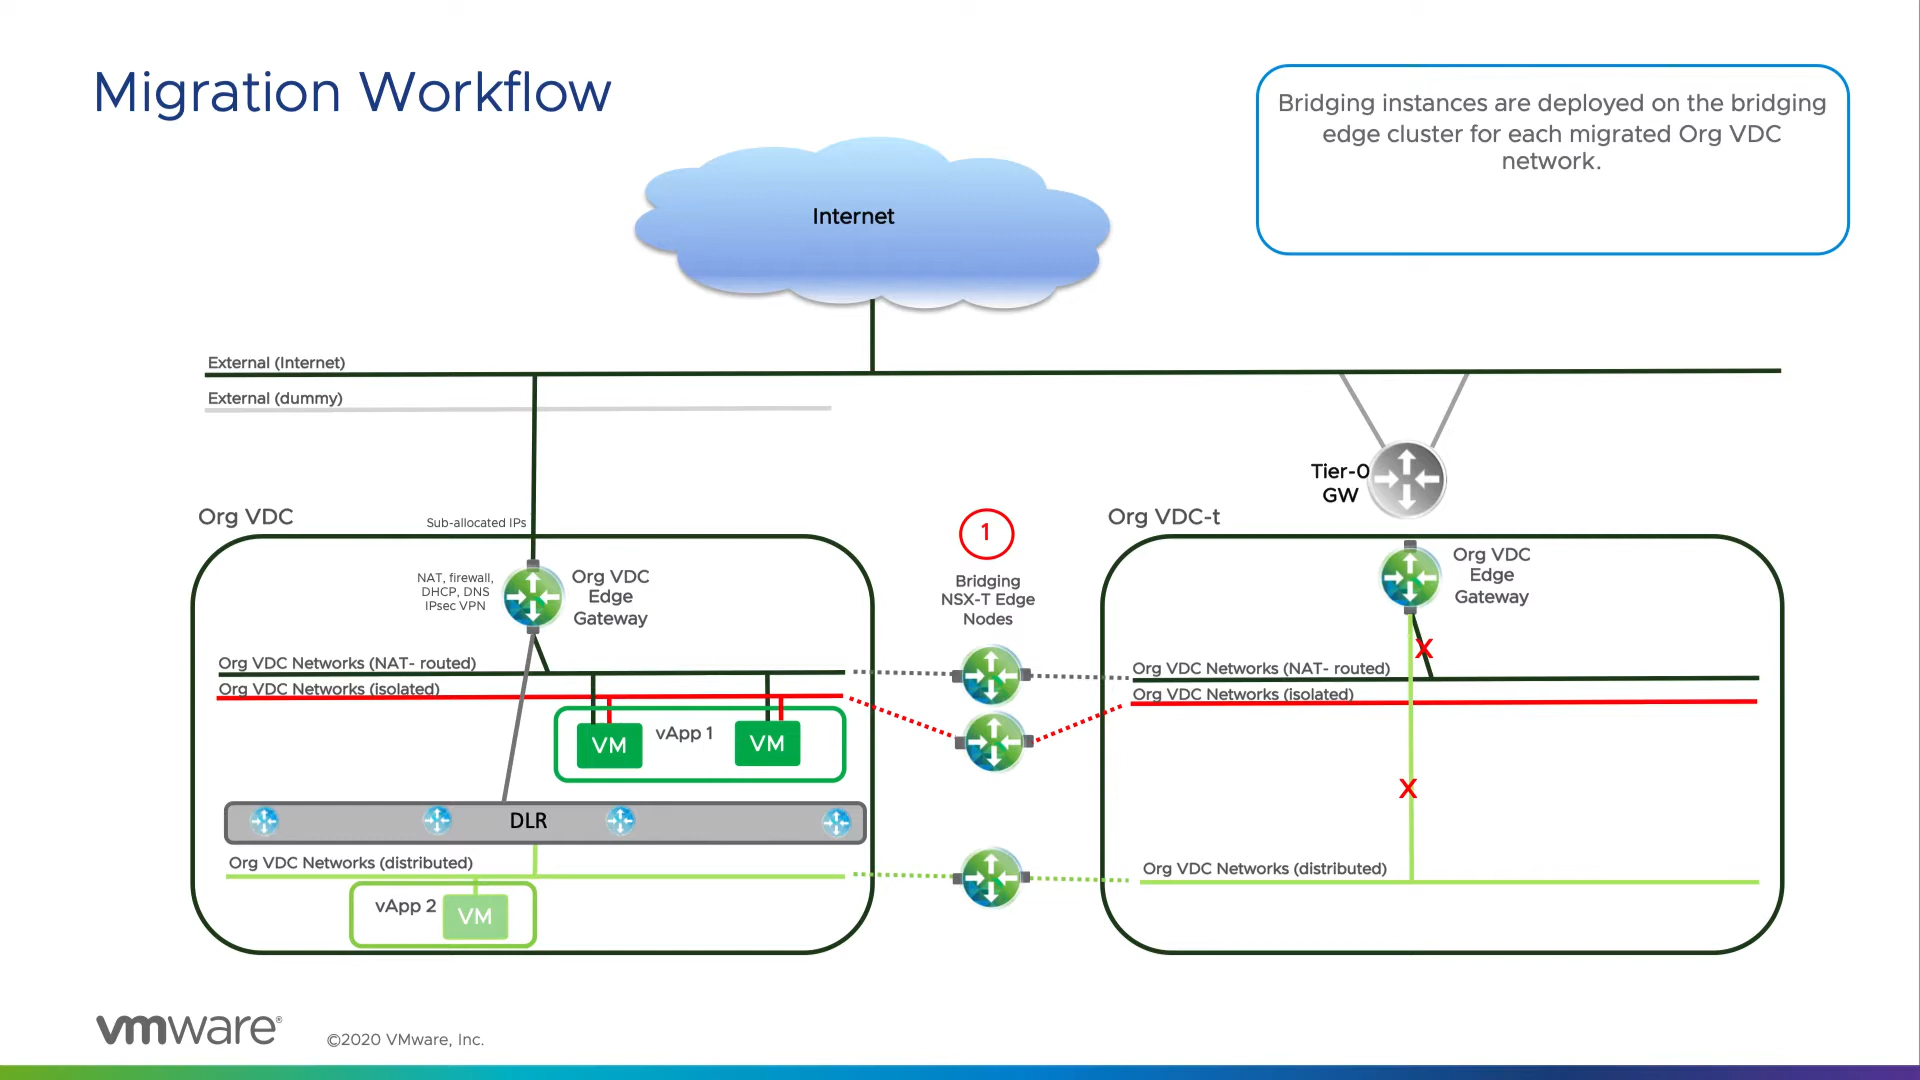 Migration Workflow
Bridging instances are deployed on the bridging
edge cluster for each migrated Org VDC
network.
Internet
External (Internet)
External (dummy)
Tier-0
GW
Org VDC
Sub-allocated IPs
1
Org VDC-t
NAT, firewall,
DHCP, DNS
IPsec VPN
Org VDC
Edge
Gateway
Bridging
NSX-T Edge
Nodes
Org VDC
Edge
Gateway
Org VDC Networks (NAT- routed)
Org VDC Networks (isolated)
X
Org VDC Networks (NAT- routed)
Org VDC Networks (isolated)
VM
vApp 1
VM
X
DLR
Org VDC Networks (distributed)
Org VDC Networks (distributed)
vApp 2
VM
vmware®
©2020 VMware, Inc.